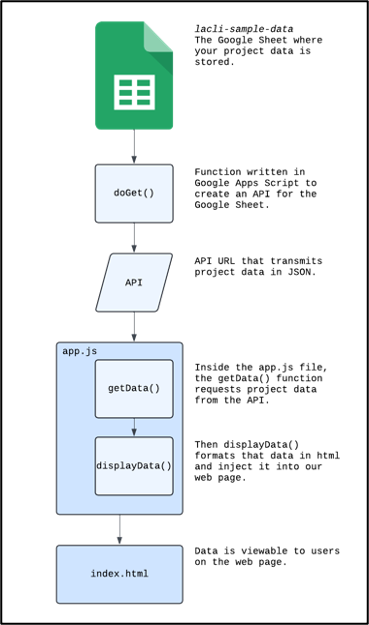 lacli-sample-data
The Google Sheet where
your project data is
stored.
doGet()
Function written in
Google Apps Script to
create an API for the
Google Sheet.
API
API URL that transmits
project data in JSON.
app.js
getData()
Inside the app.js file,
the getData() function
requests project data
from the API.
displayData()
Then displayData()
formats that data in html
and inject it into our
web page.
index.html
Data is viewable to users
on the web page.